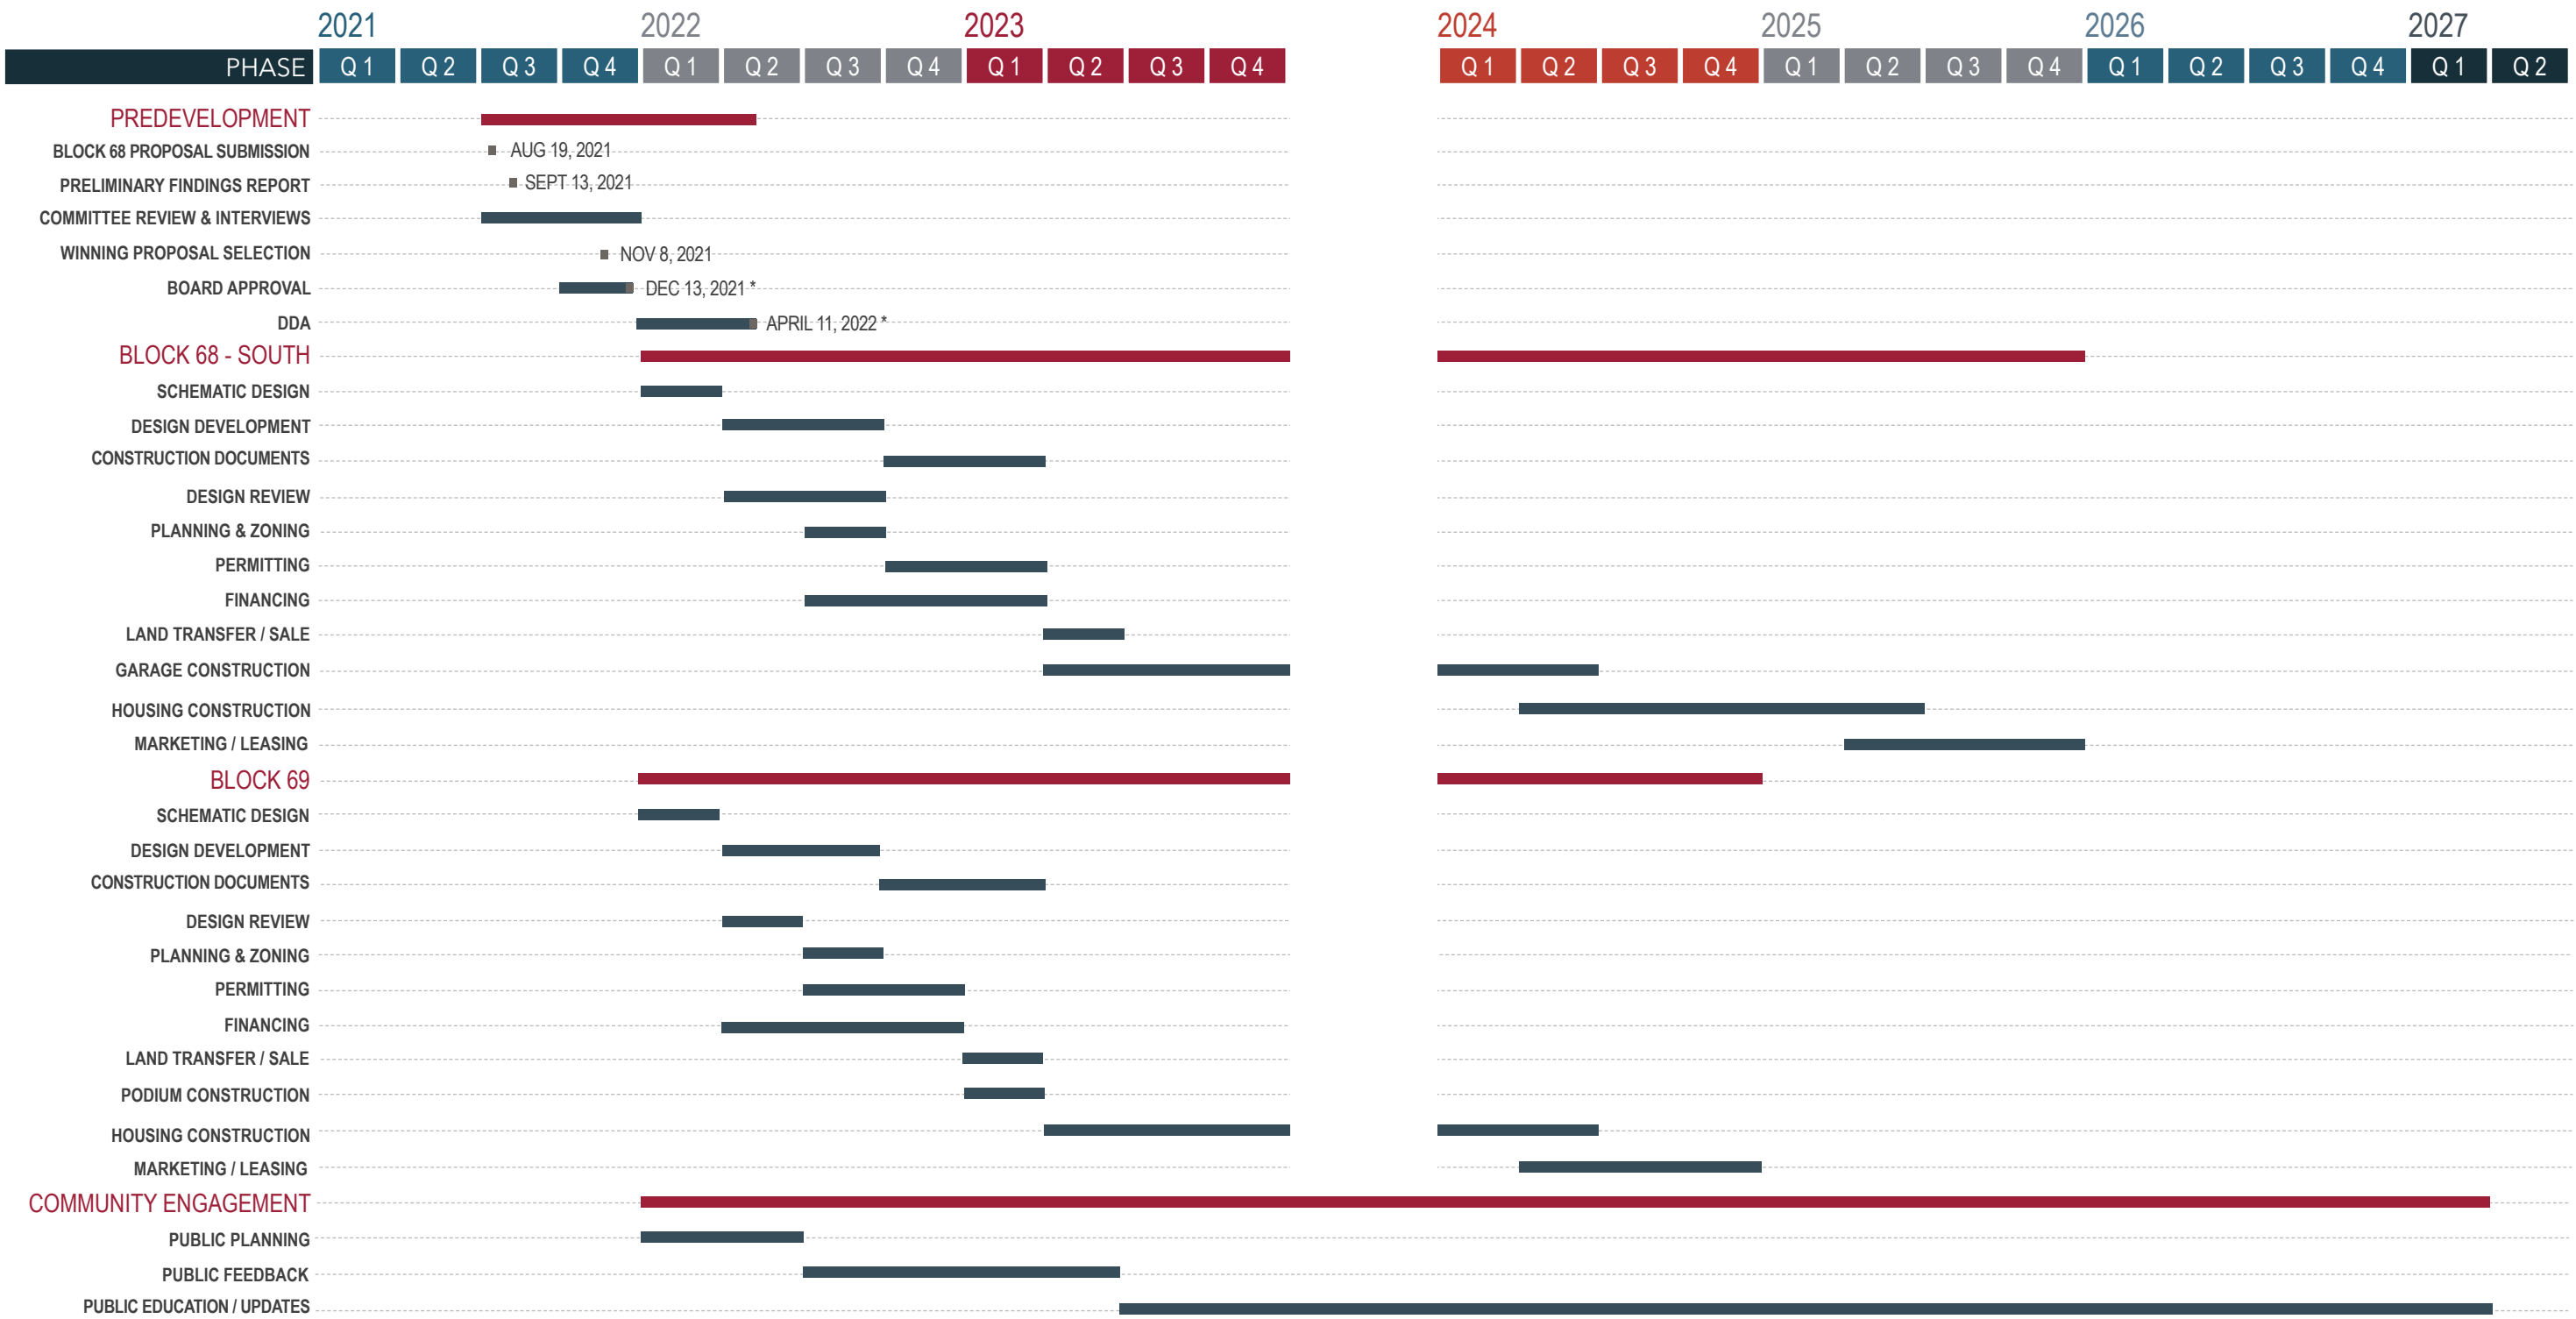 2021 2022 2023 2024 2025 2026 2027
PHASE Q 1 Q 2 Q 3 Q 4 Q 1 Q 2 Q 3 Q 4 Q 1 Q 2 Q 3 Q 4 Q 1 Q 2 Q 3 Q 4 Q 1 Q 2 Q 3 Q 4 Q 1 Q 2 Q 3 Q 4 Q 1 Q 2
PREDEVELOPMENT
BLOCK 68 PROPOSAL SUBMISSION AUG 19, 2021
PRELIMINARY FINDINGS REPORT SEPT 13, 2021
COMMITTEE REVIEW & INTERVIEWS
WINNING PROPOSAL SELECTION NOV 8, 2021
BOARD APPROVAL DEC 13, 2021 *
DDA APRIL 11, 2022 *
BLOCK 68 - SOUTH
SCHEMATIC DESIGN
DESIGN DEVELOPMENT
CONSTRUCTION DOCUMENTS
DESIGN REVIEW
PLANNING & ZONING
PERMITTING
FINANCING
LAND TRANSFER / SALE
GARAGE CONSTRUCTION
HOUSING CONSTRUCTION
MARKETING / LEASING
BLOCK 69
SCHEMATIC DESIGN
DESIGN DEVELOPMENT
CONSTRUCTION DOCUMENTS
DESIGN REVIEW
PLANNING & ZONING
PERMITTING
FINANCING
LAND TRANSFER / SALE
PODIUM CONSTRUCTION
HOUSING CONSTRUCTION
MARKETING / LEASING
COMMUNITY ENGAGEMENT
PUBLIC PLANNING
PUBLIC FEEDBACK
PUBLIC EDUCATION / UPDATES